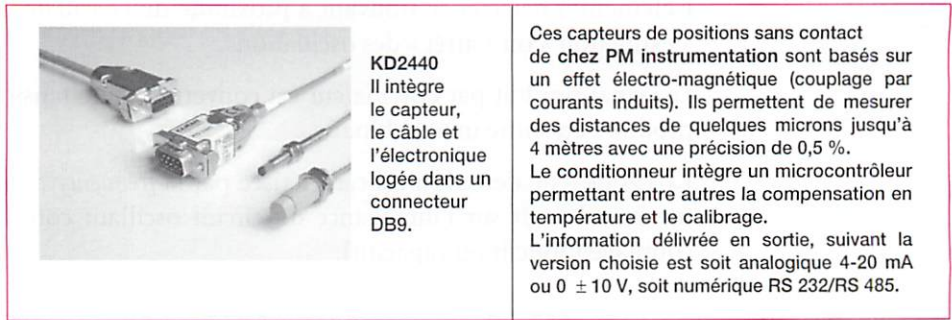 KD2440
Il intègre
le capteur,
le câble et
l'électronique
logée dans un
connecteur
DB9.
Ces capteurs de positions sans contact
de chez PM instrumentation sont basés sur
un effet électro-magnétique (couplage par
courants induits). Ils permettent de mesurer
des distances de quelques microns jusqu'à
4 mètres avec une précision de 0,5 %.
Le conditionneur intègre un microcontrôleur
permettant entre autres la compensation en
température et le calibrage.
L'information délivrée en sortie, suivant la
version choisie est soit analogique 4-20 mA
ou 0 ± 10 V, soit numérique RS 232/RS 485.